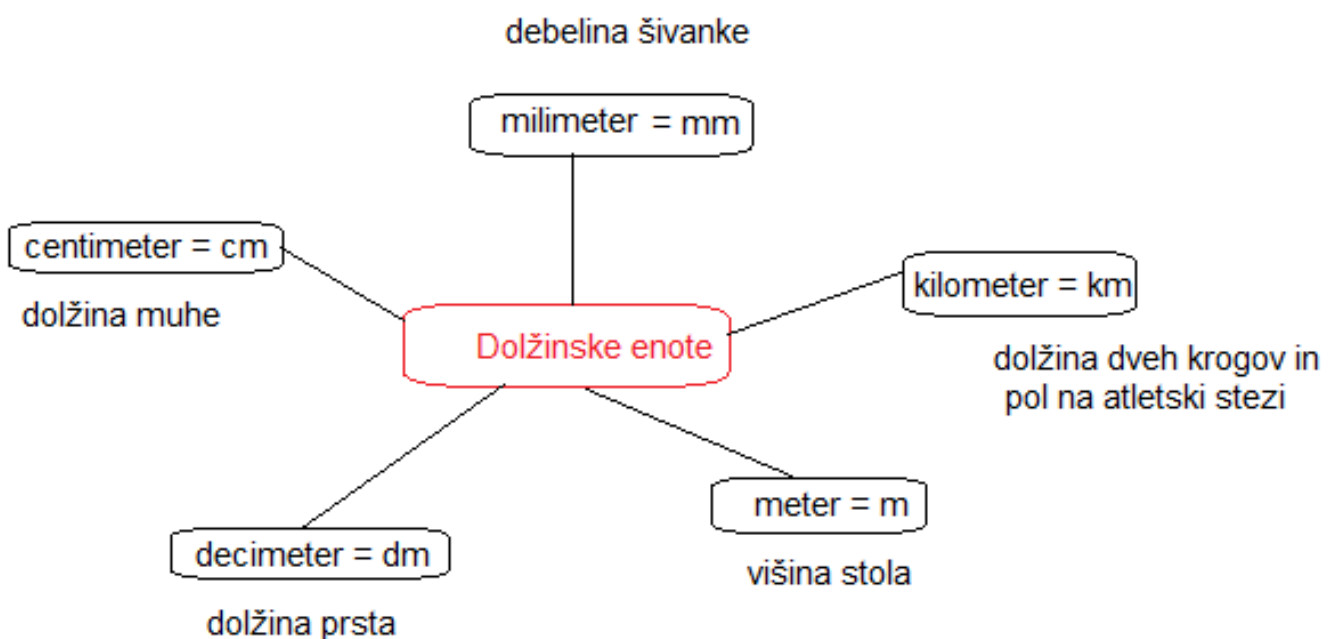 debelina šivanke
milimeter = mm
centimeter = cm
dolžina muhe
kilometer = km
dolžina dveh krogov in
pol na atletski stezi
Dolžinske enote
meter = m
višina stola
decimeter = dm
dolžina prsta